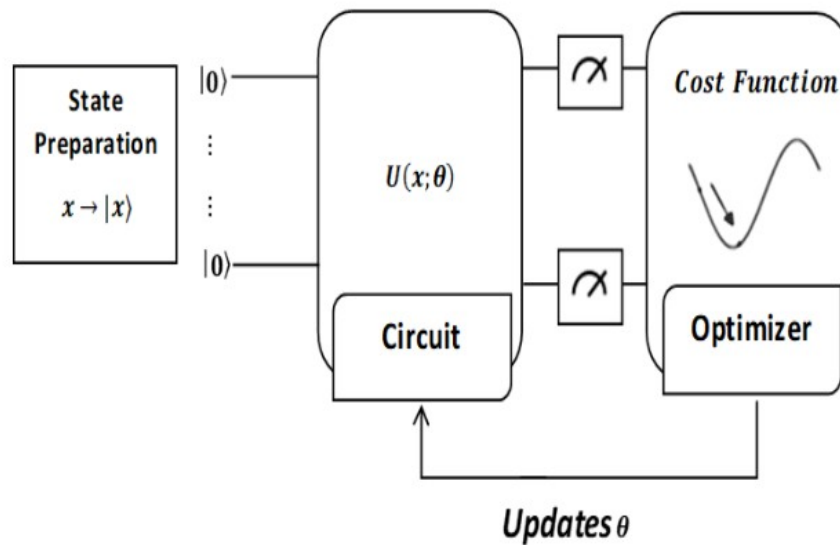 State
Preparation
x → |x⟩
|0⟩
⋮
⋮
|0⟩
U(x;θ)
Circuit
Cost Function
Optimizer
Updates θ